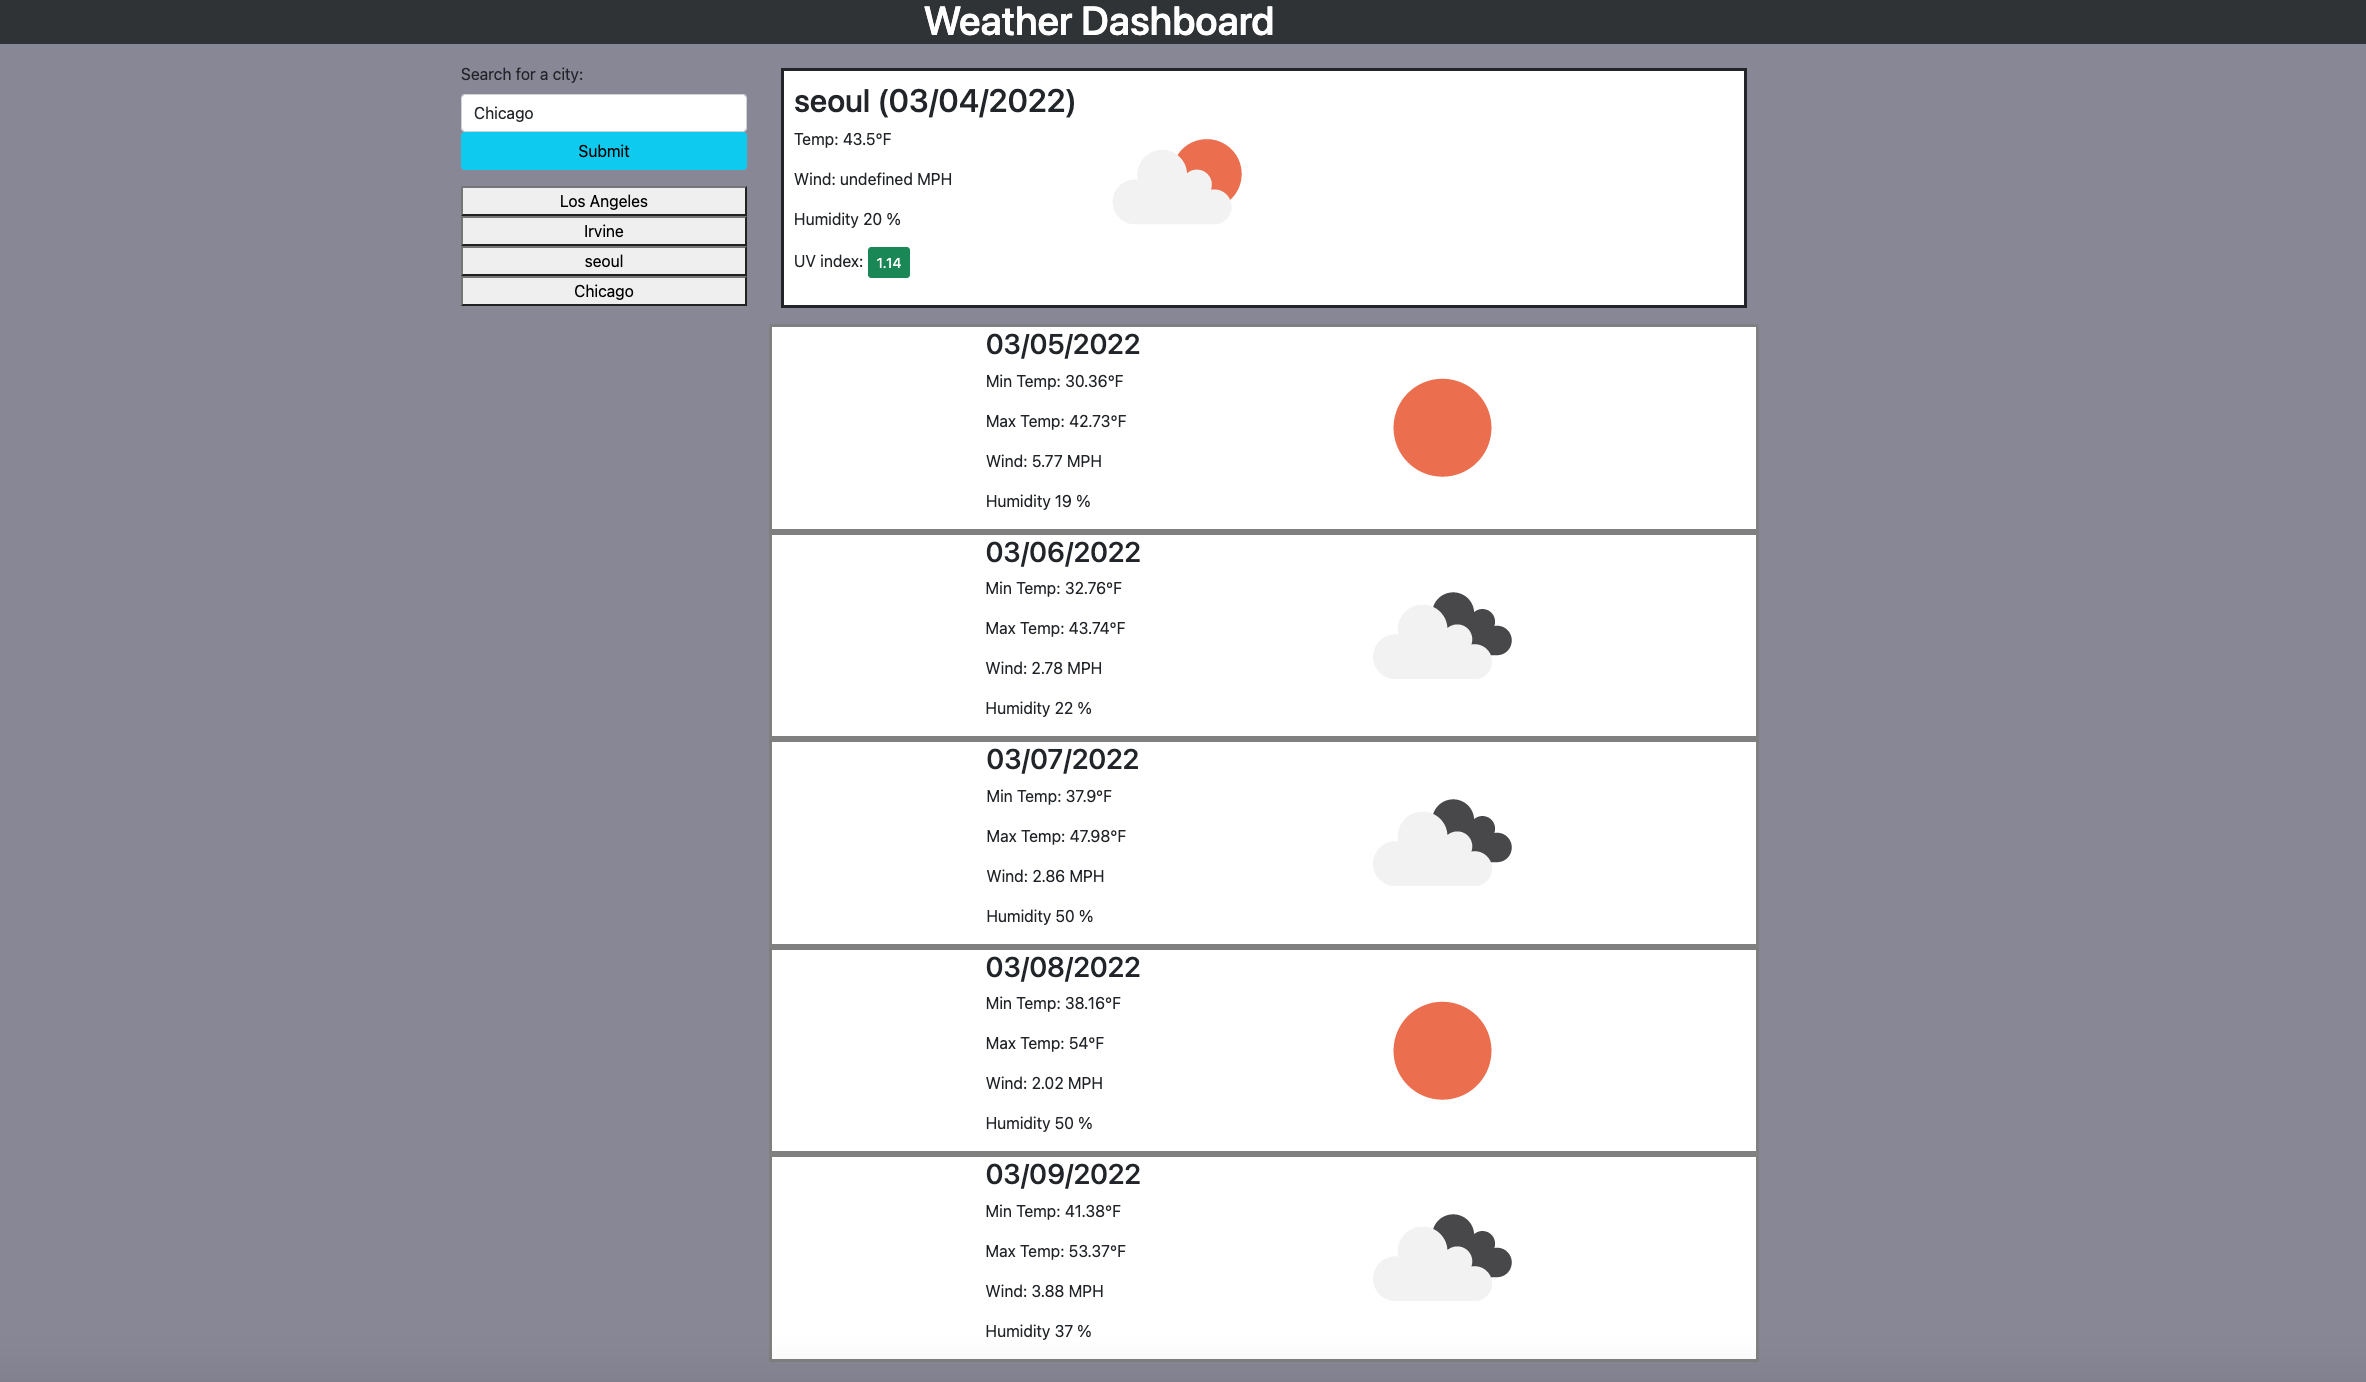 Weather Dashboard
Search for a city:
Chicago
Submit
Los Angeles
Irvine
seoul
Chicago
seoul (03/04/2022)
Temp: 43.5°F
Wind: undefined MPH
Humidity 20 %
UV index: 1.14
03/05/2022
Min Temp: 30.36°F
Max Temp: 42.73°F
Wind: 5.77 MPH
Humidity 19 %
03/06/2022
Min Temp: 32.76°F
Max Temp: 43.74°F
Wind: 2.78 MPH
Humidity 22 %
03/07/2022
Min Temp: 37.9°F
Max Temp: 47.98°F
Wind: 2.86 MPH
Humidity 50 %
03/08/2022
Min Temp: 38.16°F
Max Temp: 54°F
Wind: 2.02 MPH
Humidity 50 %
03/09/2022
Min Temp: 41.38°F
Max Temp: 53.37°F
Wind: 3.88 MPH
Humidity 37 %